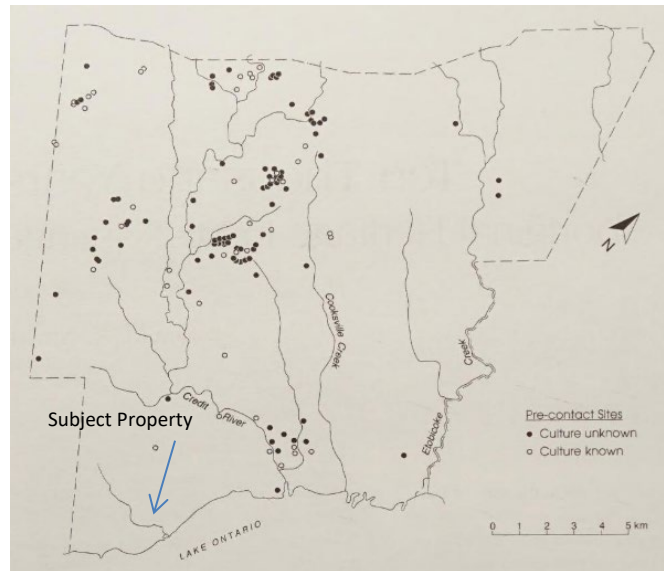 N
Cooksville Creek
Etobicoke Creek
Credit River
Subject Property
LAKE ONTARIO
Pre-contact Sites
Culture unknown
Culture known
0 1 2 3 4 5 km